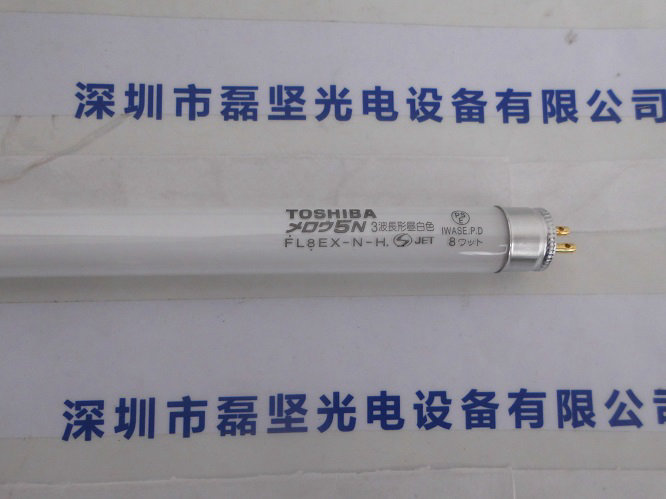 深圳市磊坚光电设备有限公司
TOSHIBA
メロウ5N 3波長形昼白色
FL8EX-N-H. S JET
PS
E
IWASE.P.D
8ワット
深圳市磊坚光电设备有限公司